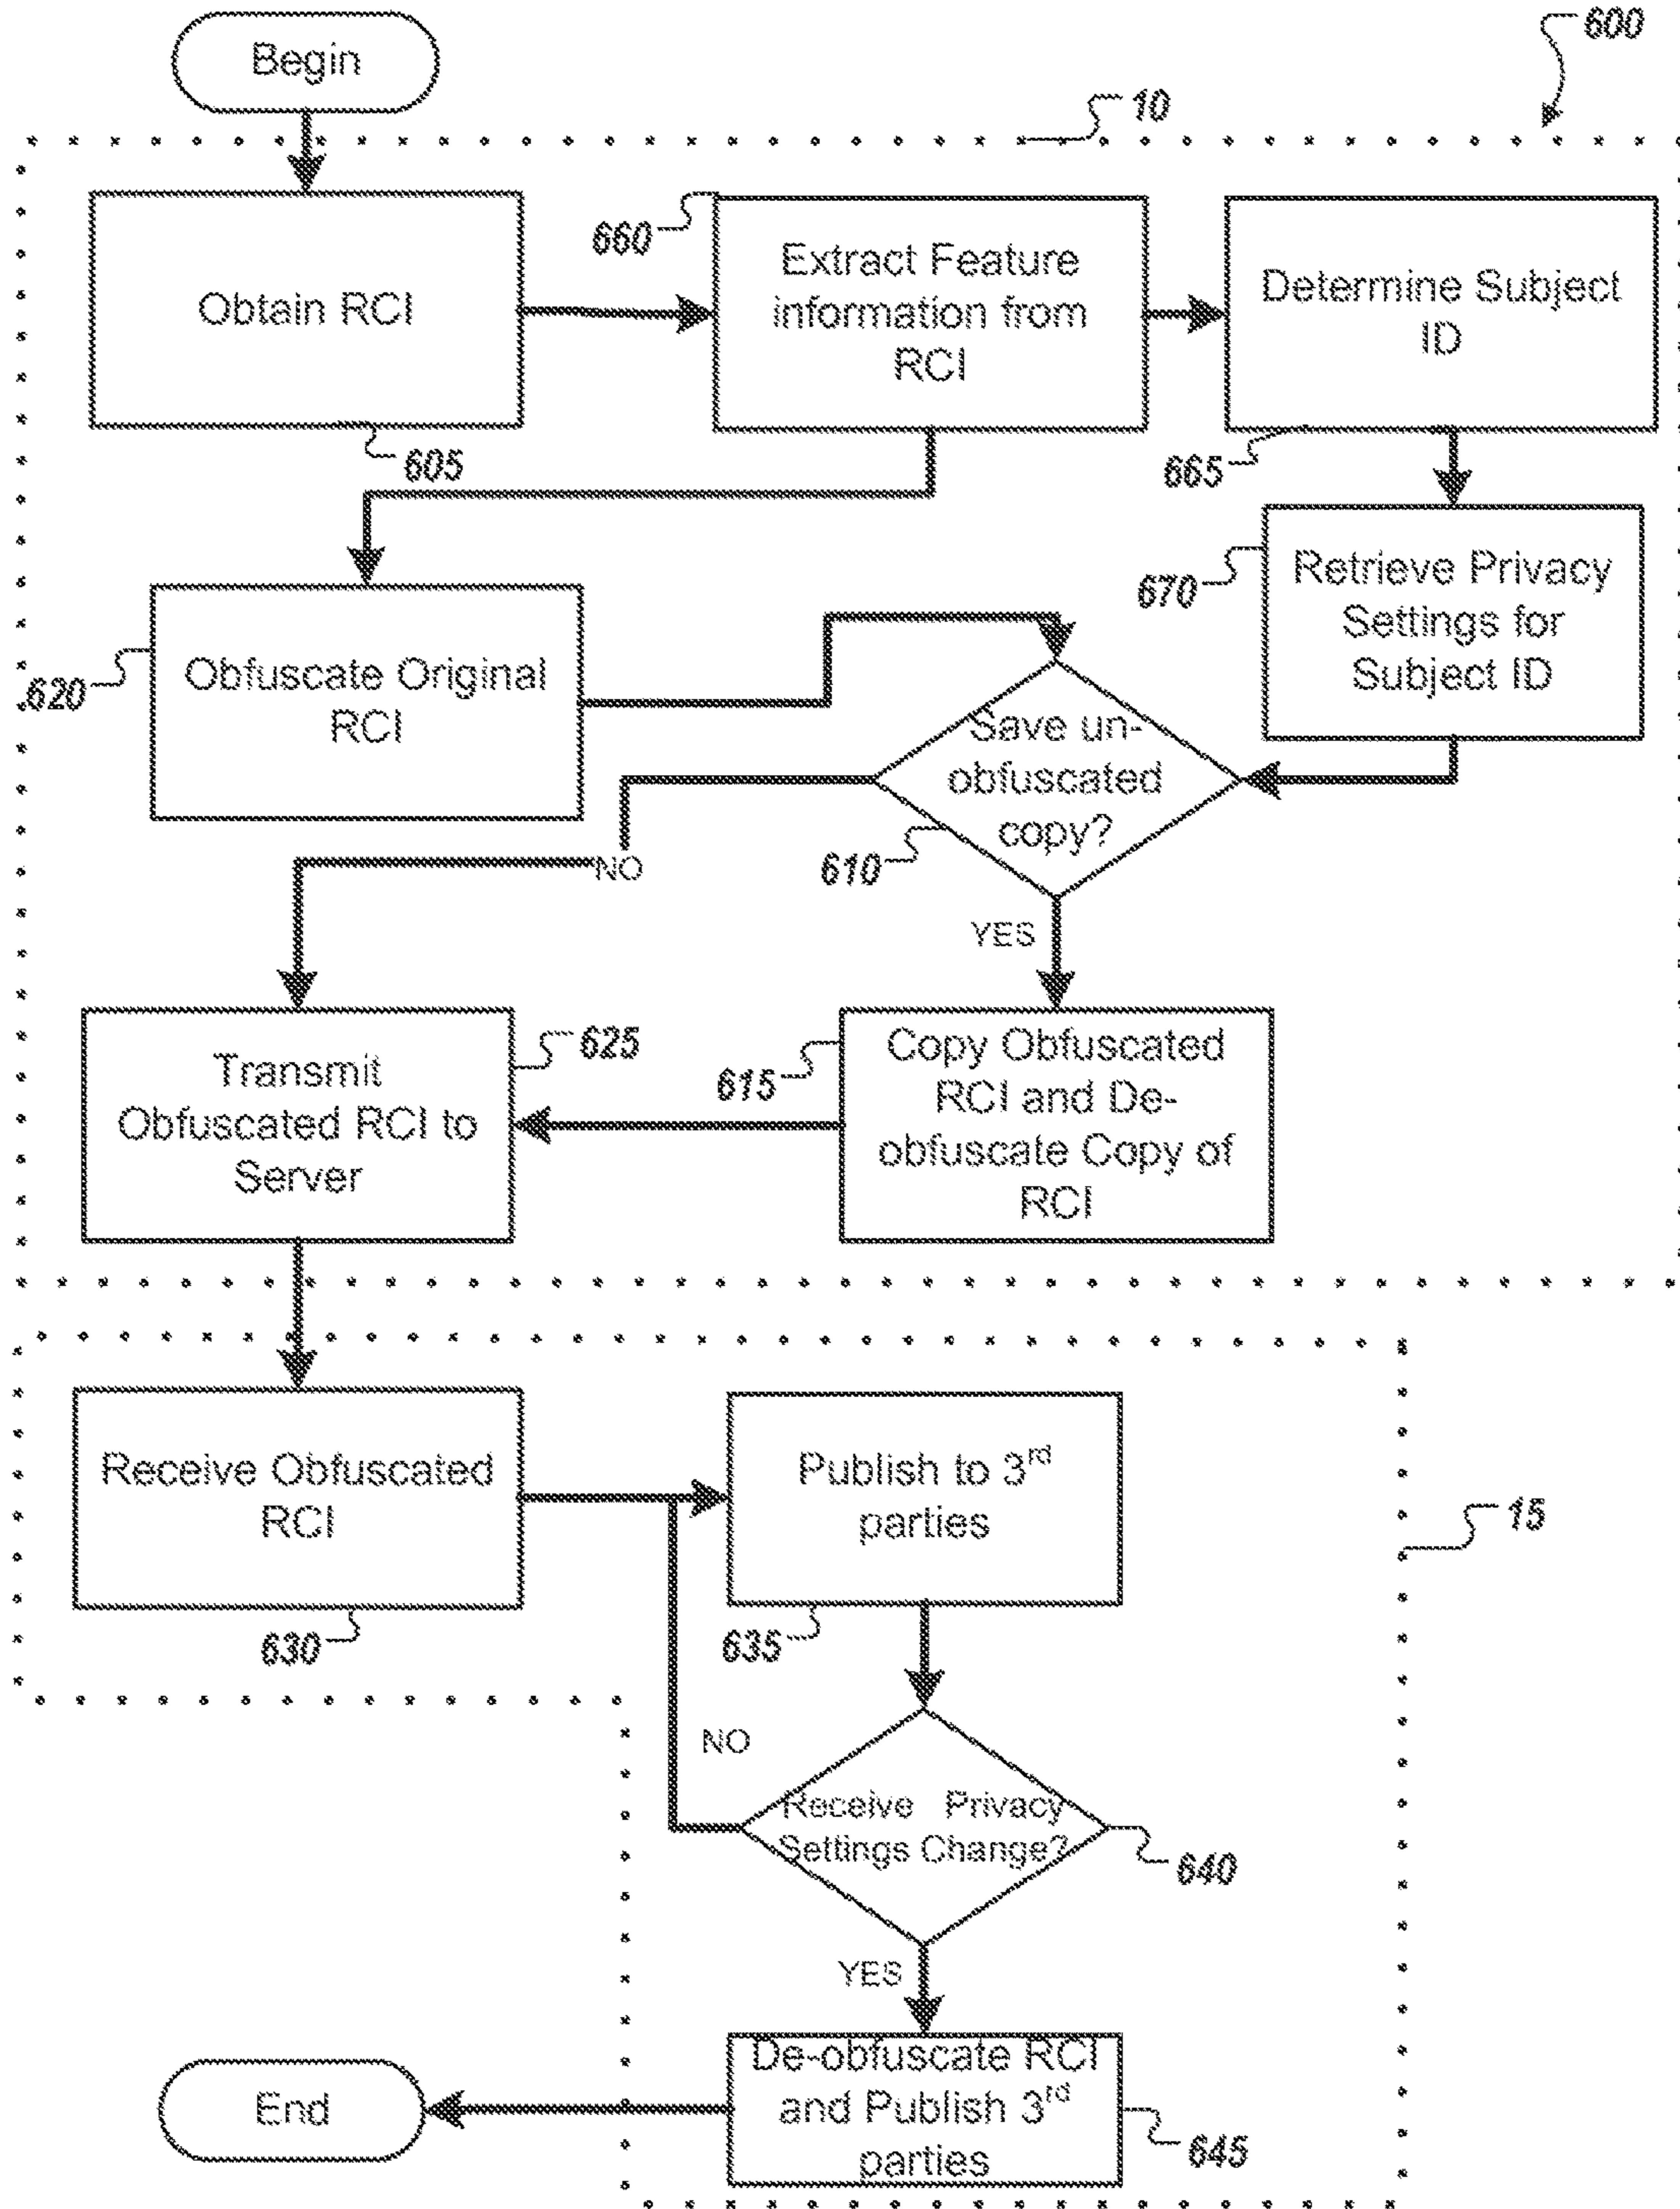 Begin
600
10
Obtain RCI
605
660
Extract Feature
information from
RCI
Determine Subject
ID
665
670
Retrieve Privacy
Settings for
Subject ID
620
Obfuscate Original
RCI
Save un-
obfuscated
copy?
610
NO
YES
Transmit
Obfuscated RCI to
Server
625
615
Copy Obfuscated
RCI and De-
obfuscate Copy of
RCI
Receive Obfuscated
RCI
630
Publish to 3rd
parties
635
15
NO
Receive Privacy
Settings Change?
640
YES
De-obfuscate RCI
and Publish 3rd
parties
645
End